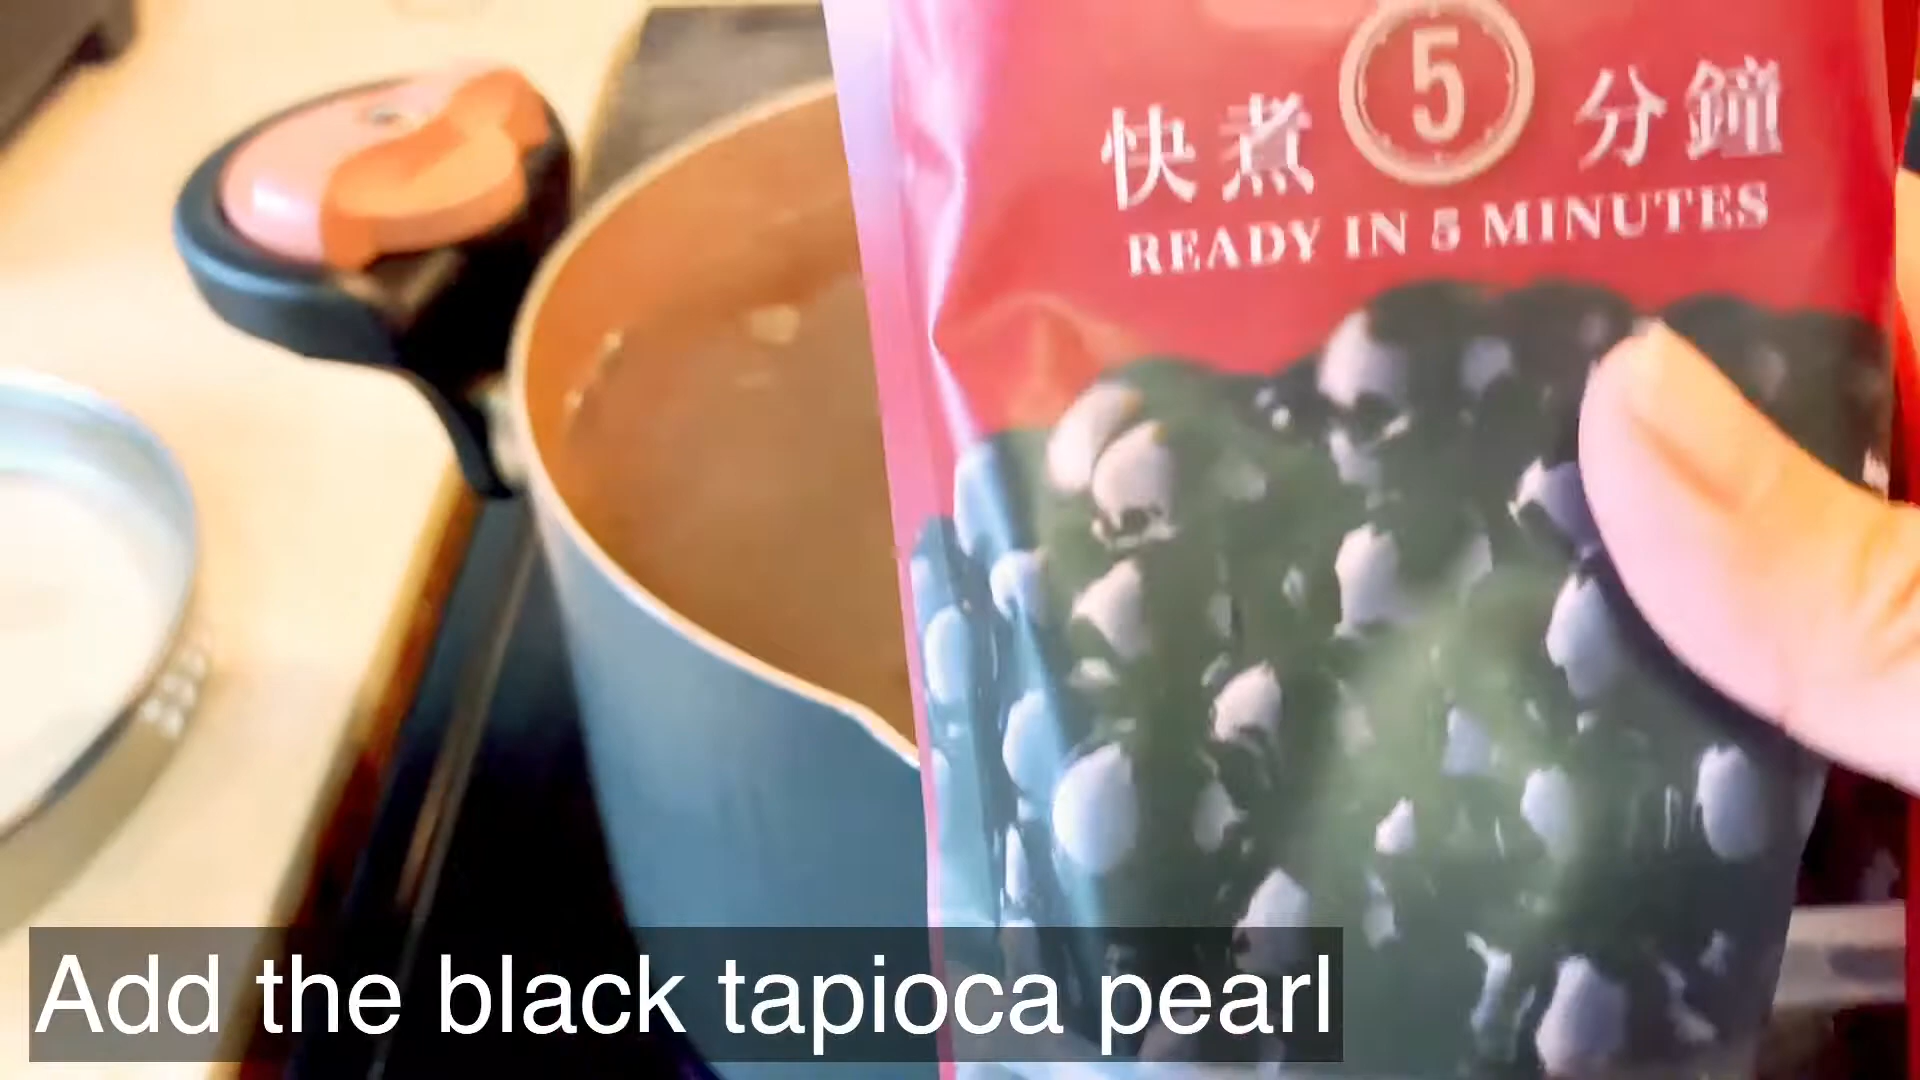 快煮 5 分鐘
READY IN 5 MINUTES
Add the black tapioca pearl